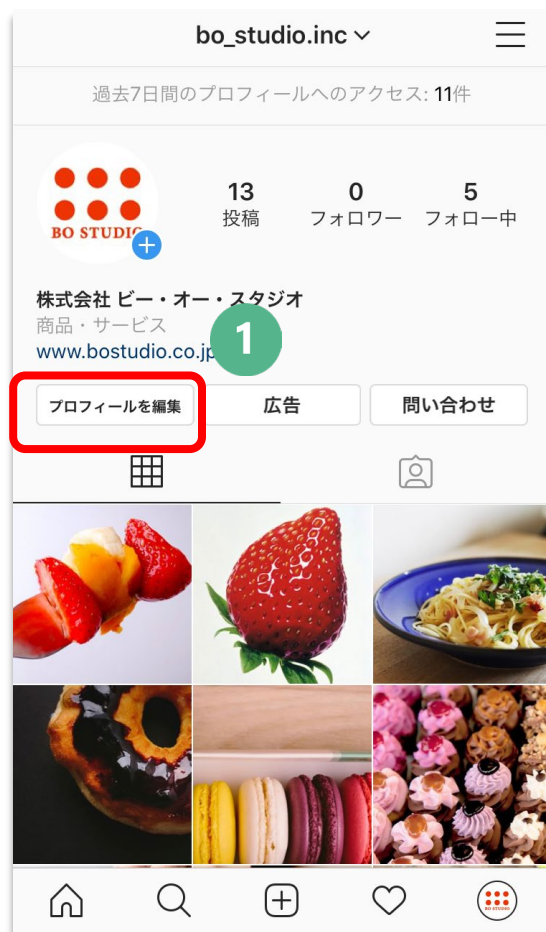 bo_studio.inc
過去7日間のプロフィールへのアクセス: 11件
13 0 5
投稿 フォロワー フォロー中
BO STUDIO
株式会社 ビー・オー・スタジオ
商品・サービス
www.bostudio.co.jp
1
プロフィールを編集 広告 問い合わせ
BO STUDIO